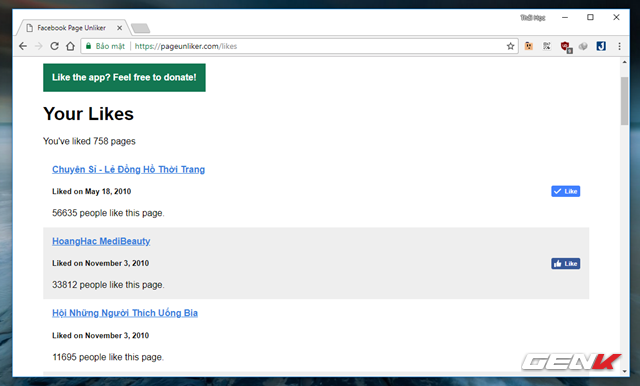 Thái Học
Facebook Page Unliker
Bảo mật
https://pageunliker.com/likes
Like the app? Feel free to donate!
Your Likes
You've liked 758 pages
Chuyên Sỉ - Lẻ Đồng Hồ Thời Trang
Liked on May 18, 2010
Like
56635 people like this page.
HoangHac MediBeauty
Liked on November 3, 2010
Like
33812 people like this page.
Hội Những Người Thích Uống Bia
Liked on November 3, 2010
11695 people like this page.
GENK